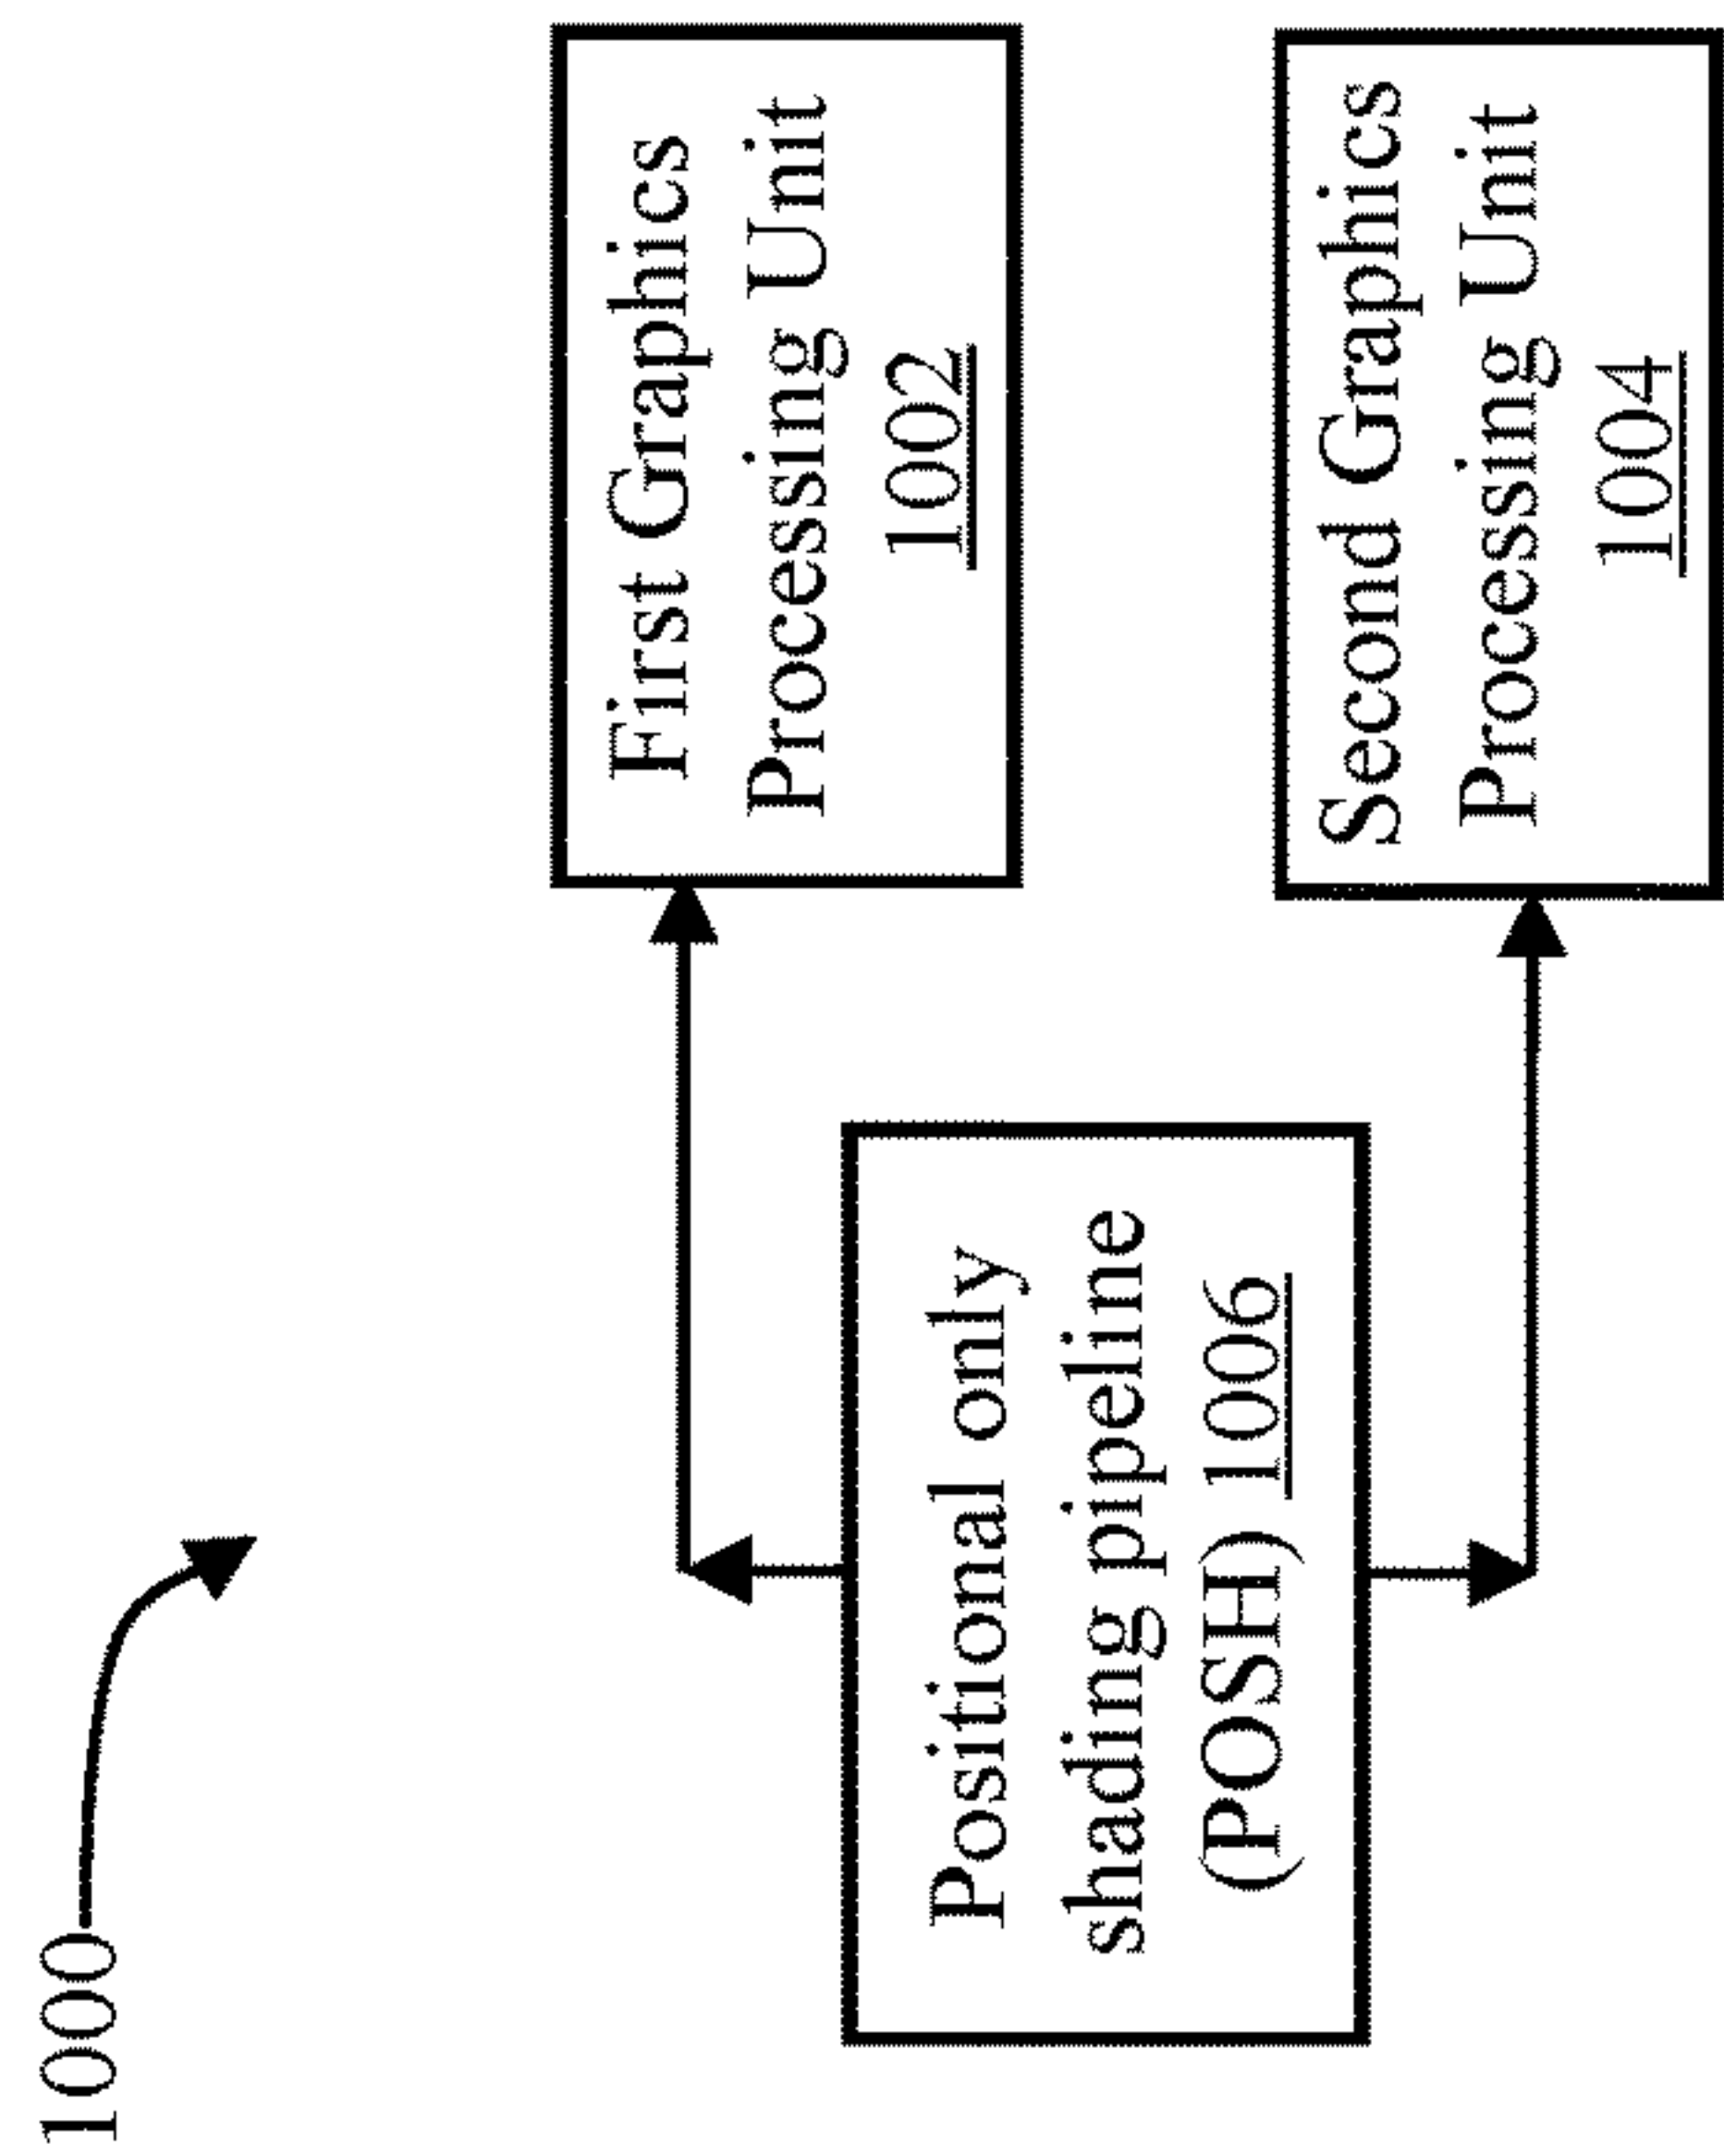 1000
First Graphics
Processing Unit
1002
Positional only
shading pipeline
(POSH) 1006
Second Graphics
Processing Unit
1004